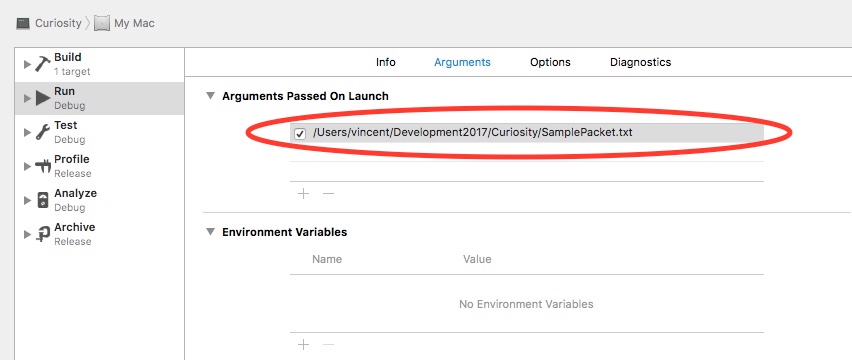 Curiosity My Mac
Info Arguments Options Diagnostics
Build
1 target
Run
Debug
Test
Debug
Profile
Release
Analyze
Debug
Archive
Release
Arguments Passed On Launch
/Users/vincent/Development2017/Curiosity/SamplePacket.txt
Environment Variables
Name Value
No Environment Variables